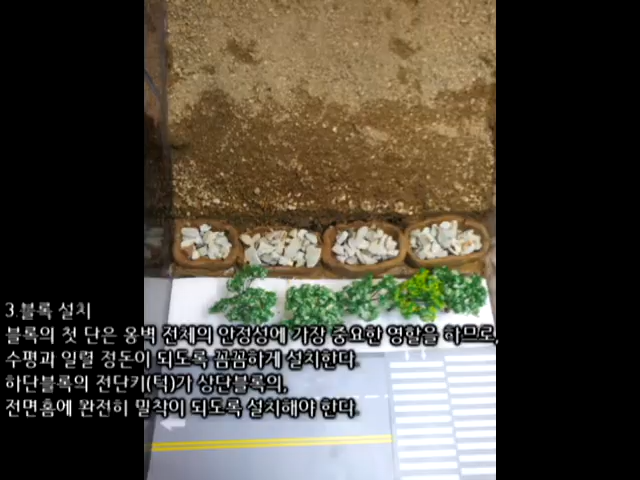 3.블록 설치
블록의 첫 단은 옹벽 전체의 안정성에 가장 중요한 영할을 하므로,
수평과 일렬 정돈이 되도록 꼼꼼하게 설치한다.
하단블록의 전단키(턱)가 상단블록의,
전면홈에 완전히 밀착이 되도록 설치해야 한다.